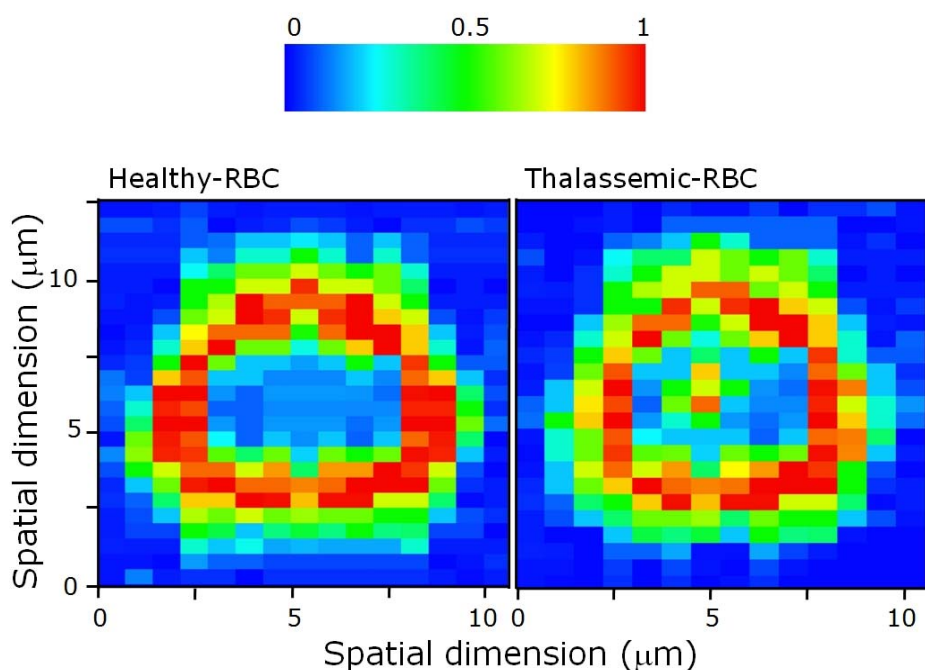 0 0.5 1
Healthy-RBC Thalassemic-RBC
Spatial dimension (μm)
10
5
0
0 5 10 0 5 10
Spatial dimension (μm)